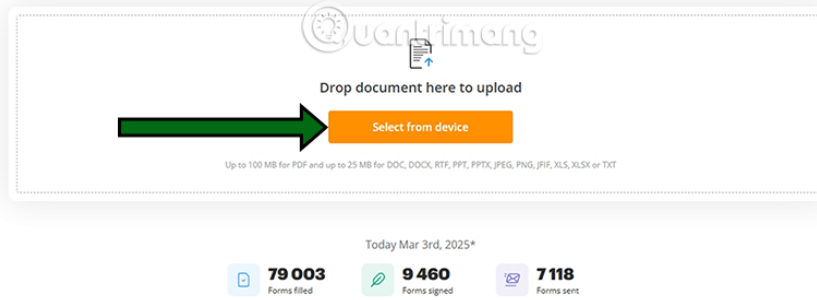 Quantrimang
Drop document here to upload
Select from device
Up to 100 MB for PDF and up to 25 MB for DOC, DOCX, RTF, PPT, PPTX, JPEG, PNG, JFIF, XLS, XLSX or TXT
Today Mar 3rd, 2025*
79 003 9 460 7 118
Forms filled Forms signed Forms sent